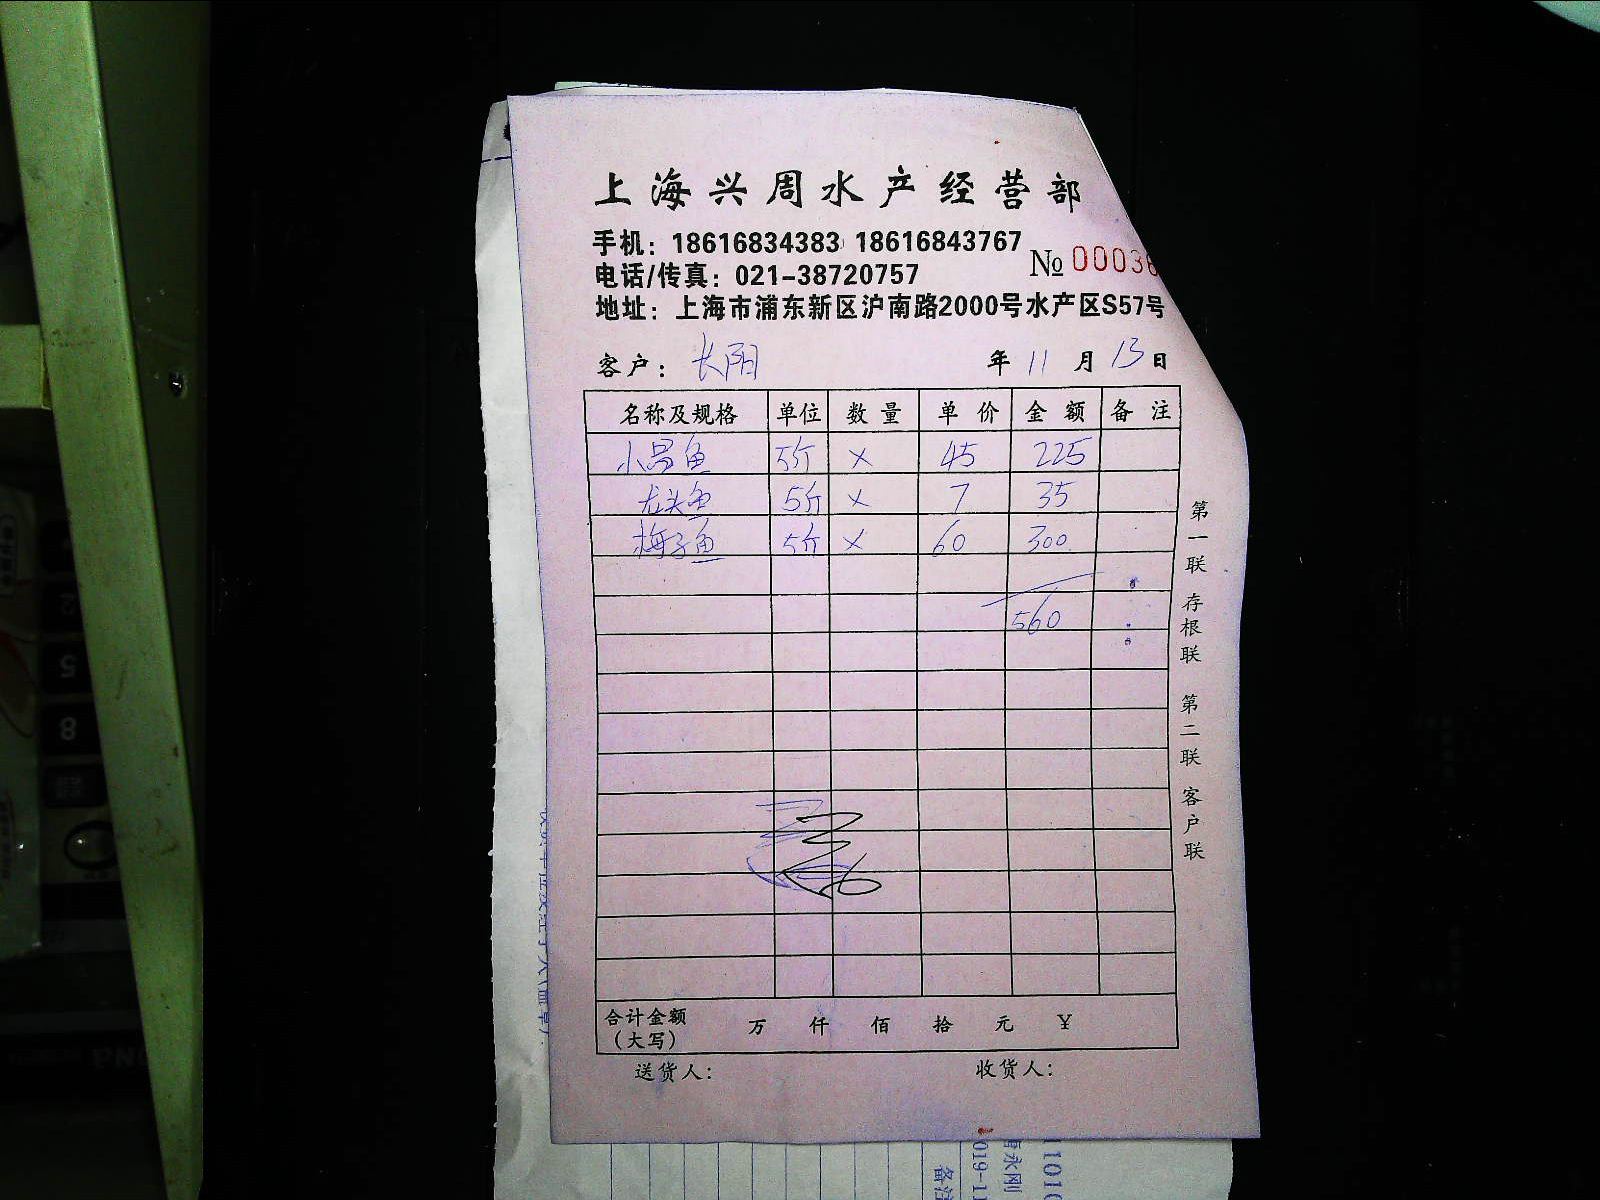 上海兴周水产经营部
手机：18616834383 18616843767
电话/传真：021-38720757
№ 00036
地址：上海市浦东新区沪南路2000号水产区S57号
客户：长阳 年 11 月 13 日
名称及规格 单位 数量 单价 金额 备注
小昌鱼 5斤 × 45 225
龙头鱼 5斤 × 7 35
梅子鱼 5斤 × 60 300
560
合计金额（大写） 万 仟 佰 拾 元 ¥
送货人： 收货人：
第一联 存根联 第二联 客户联
备注